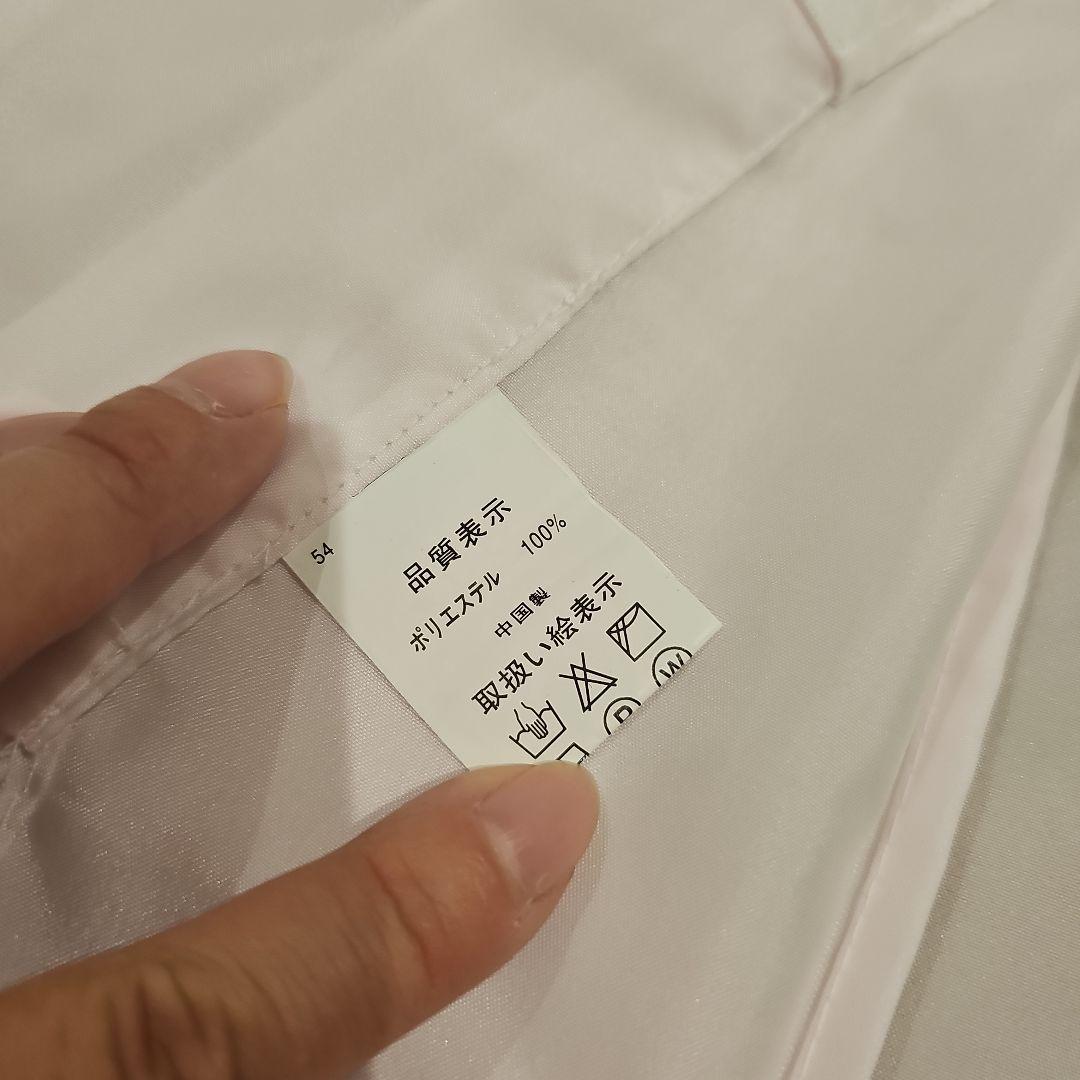 54
品質表示
ポリエステル 100%
中国製
取扱い絵表示
P W